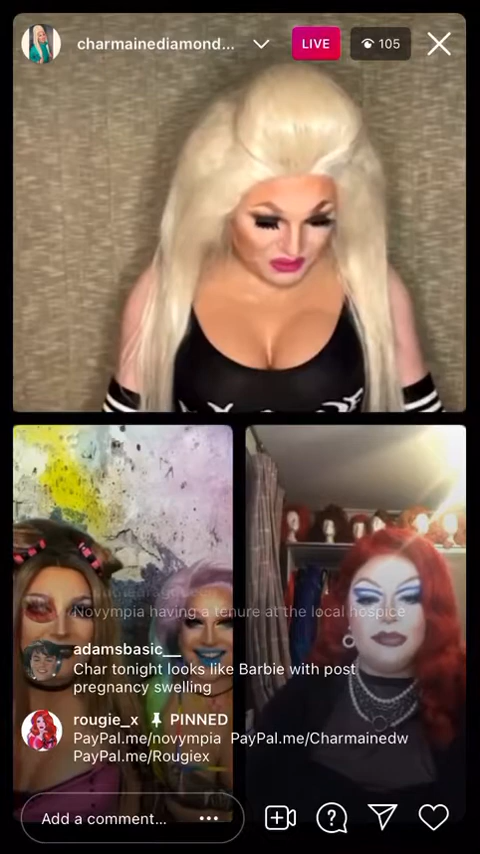 charmainediamond...
LIVE
105
Novympia having a tenure at the local hospice
adamsbasic__
Char tonight looks like Barbie with post
pregnancy swelling
rougie_x PINNED
PayPal.me/novympia PayPal.me/Charmainedw
PayPal.me/Rougiex
Add a comment...